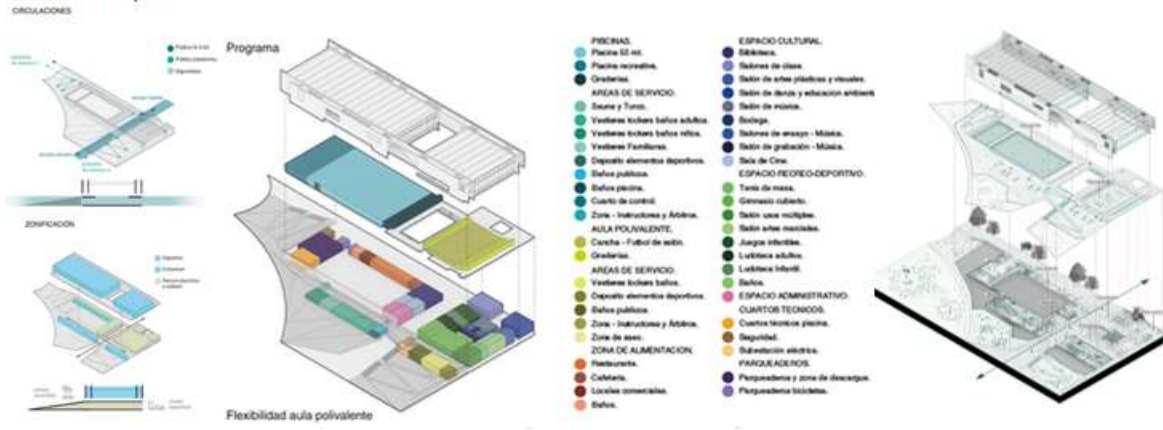 CIRCULACIONES
Programa
ZONIFICACIÓN
Flexibilidad aula polivalente
PISCINAS.
Piscina 50 mt.
Piscina recreativa.
Graderías.
AREAS DE SERVICIO.
Sauna y Turco.
Vestieres lockers baños adultos.
Vestieres lockers baños niños.
Vestieres Familiares.
Deposito elementos deportivos.
Baños publicos.
Baños piscina.
Cuarto de control.
Zona - Instructores y Árbitros.
AULA POLIVALENTE.
Cancha - Futbol de salón.
Graderías.
AREAS DE SERVICIO.
Vestieres lockers baños.
Deposito elementos deportivos.
Baños publicos.
Zona - Instructores y Árbitros.
Zona de aseo.
ZONA DE ALIMENTACION.
Restaurante.
Cafetería.
Locales comerciales.
Baños.
ESPACIO CULTURAL.
Biblioteca.
Salones de clase.
Salón de artes plásticas y visuales.
Salón de danza y educacion ambiente
Salón de música.
Bodega.
Salones de ensayo - Música.
Salón de grabación - Música.
Sala de Cine.
ESPACIO RECREO-DEPORTIVO.
Tenis de mesa.
Gimnasio cubierto.
Salón usos múltiples.
Salón artes marciales.
Juegos infantiles.
Ludoteca adultos.
Ludoteca Infantil.
Baños.
ESPACIO ADMINISTRATIVO.
CUARTOS TECNICOS.
Cuartos técnicos piscina.
Seguridad.
Subestación eléctrica.
PARQUEADEROS.
Parqueaderos y zona de descargue.
Parqueaderos bicicletas.